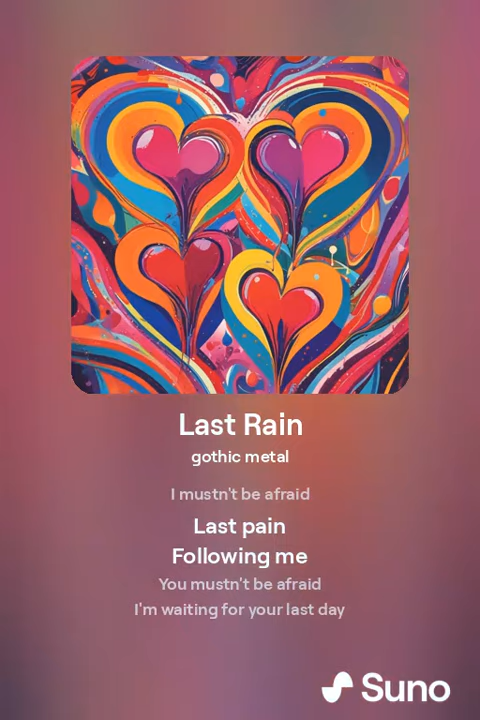 Last Rain
gothic metal
I mustn't be afraid
Last pain
Following me
You mustn't be afraid
I'm waiting for your last day
Suno